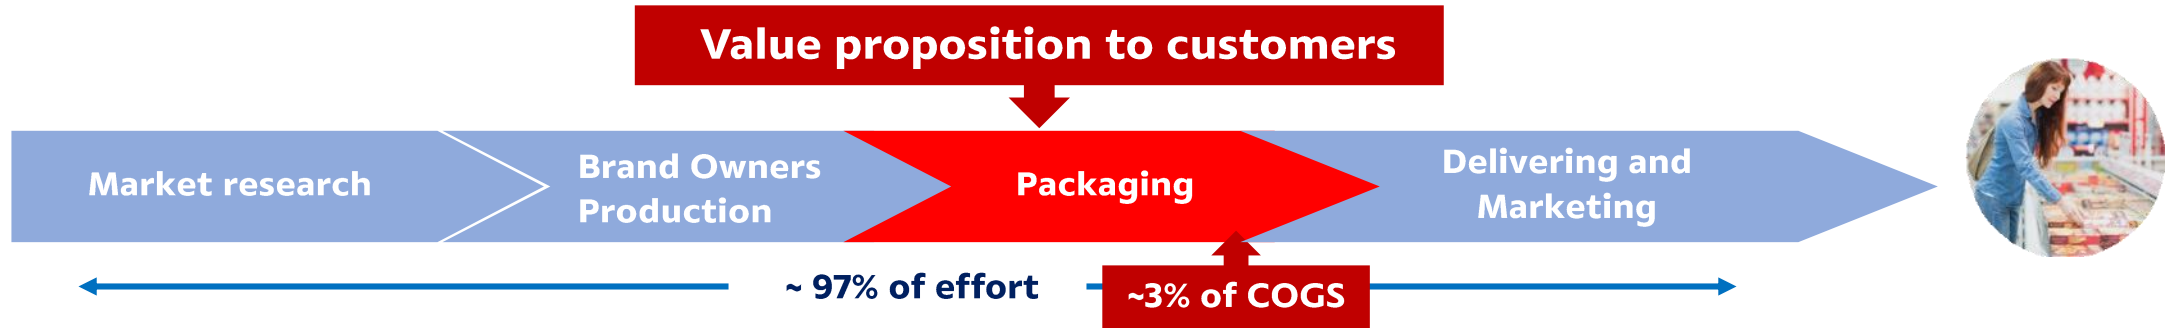 Value proposition to customers
Market research
Brand Owners
Production
Packaging
Delivering and
Marketing
~ 97% of effort
~3% of COGS